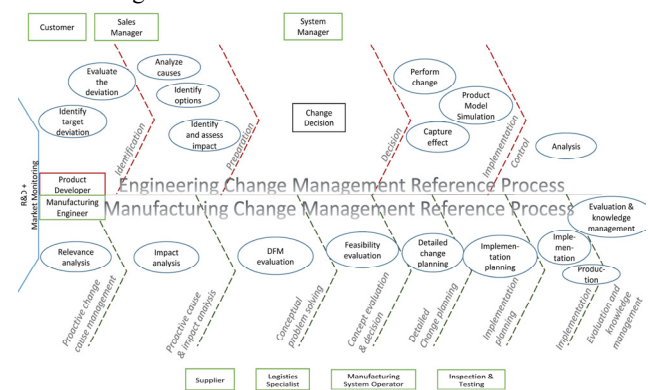 Customer
Sales
Manager
System
Manager
Evaluate
the
deviation
Analyze
causes
Identify
options
Identify
target
deviation
Identify
and assess
impact
Change
Decision
Perform
change
Product
Model
Simulation
Capture
effect
Analysis
Identification
Preparation
Decision
Implementation
Control
R&D +
Market Monitoring
Product
Developer
Engineering Change Management Reference Process
Manufacturing
Engineer
Manufacturing Change Management Reference Process
Evaluation &
knowledge
management
Relevance
analysis
Impact
analysis
DFM
evaluation
Feasibility
evaluation
Detailed
change
planning
Implemen-
tation
planning
Imple-
men-
tation
Produc-
tion
Proactive change
cause management
Proactive cause
& impact analysis
Conceptual
problem solving
Concept evaluation
& decision
Detailed
Change planning
Implementation
planning
Implementation
Evaluation and
knowledge
management
Supplier
Logistics
Specialist
Manufacturing
System Operator
Inspection &
Testing